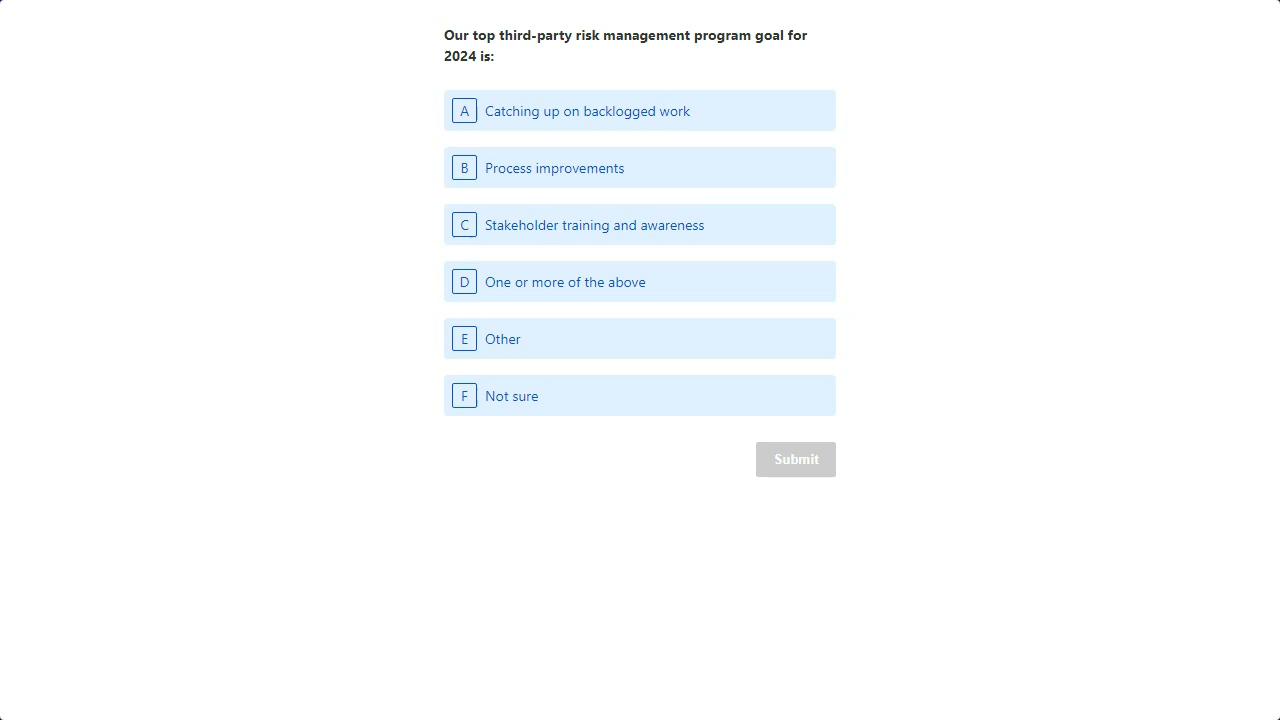 Our top third-party risk management program goal for
2024 is:
A Catching up on backlogged work
B Process improvements
C Stakeholder training and awareness
D One or more of the above
E Other
F Not sure
Submit